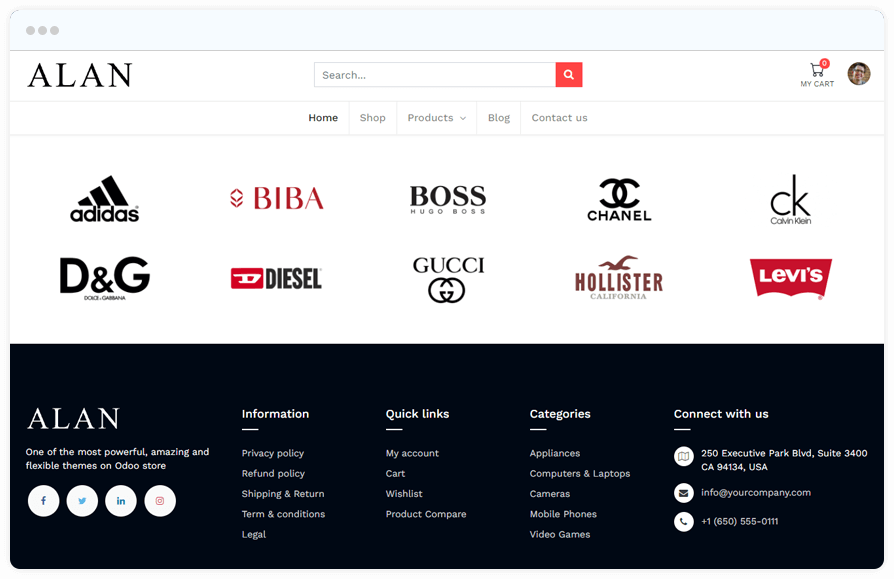 ALAN
Search...
0
MY CART
Home
Shop
Products
Blog
Contact us
adidas
BIBA
BOSS
HUGO BOSS
CHANEL
ck
Calvin Klein
D&G
DOLCE & GABBANA
DIESEL
GUCCI
HOLLISTER
CALIFORNIA
LEVI'S
ALAN
One of the most powerful, amazing and
flexible themes on Odoo store
Information
Privacy policy
Refund policy
Shipping & Return
Term & conditions
Legal
Quick links
My account
Cart
Wishlist
Product Compare
Categories
Appliances
Computers & Laptops
Cameras
Mobile Phones
Video Games
Connect with us
250 Executive Park Blvd, Suite 3400
CA 94134, USA
info@yourcompany.com
+1 (650) 555-0111